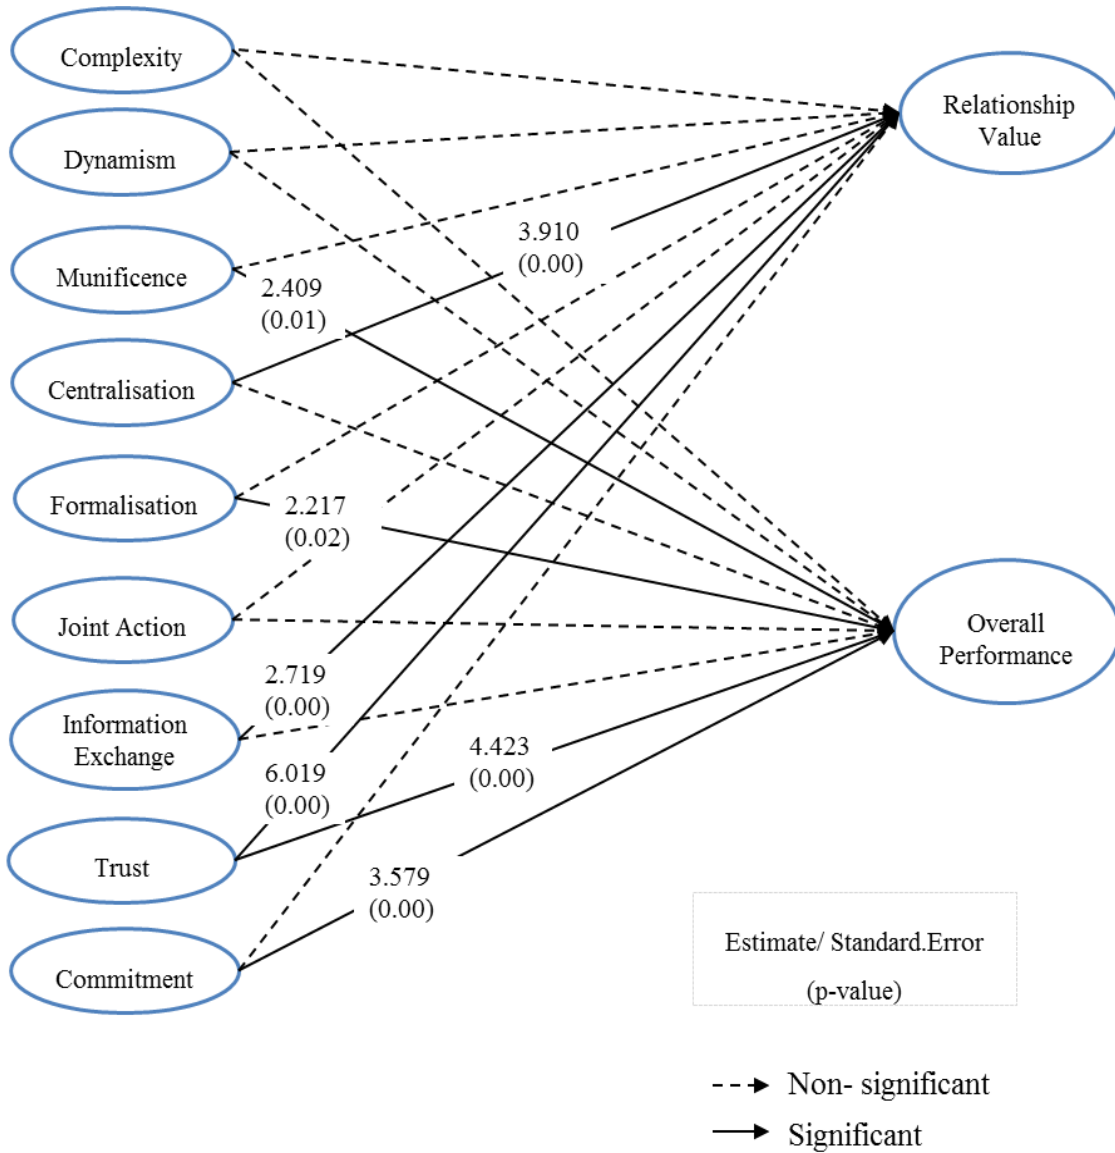 Complexity
Relationship
Value
Dynamism
3.910
(0.00)
Munificence
2.409
(0.01)
Centralisation
Formalisation
2.217
(0.02)
Joint Action
Overall
Performance
Information
Exchange
2.719
(0.00)
4.423
(0.00)
6.019
(0.00)
Trust
3.579
(0.00)
Commitment
Estimate/ Standard.Error
(p-value)
Non- significant
Significant